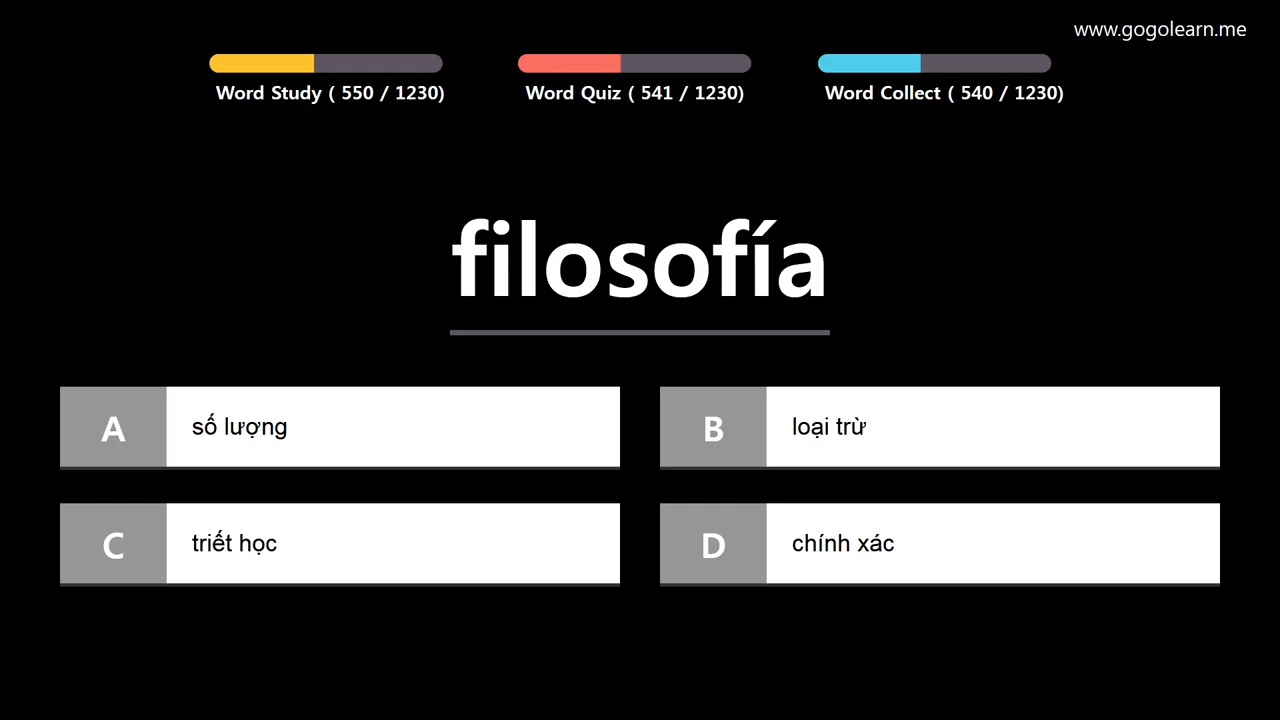 www.gogolearn.me
Word Study ( 550 / 1230)
Word Quiz ( 541 / 1230)
Word Collect ( 540 / 1230)
filosofía
A số lượng
B loại trừ
C triết học
D chính xác